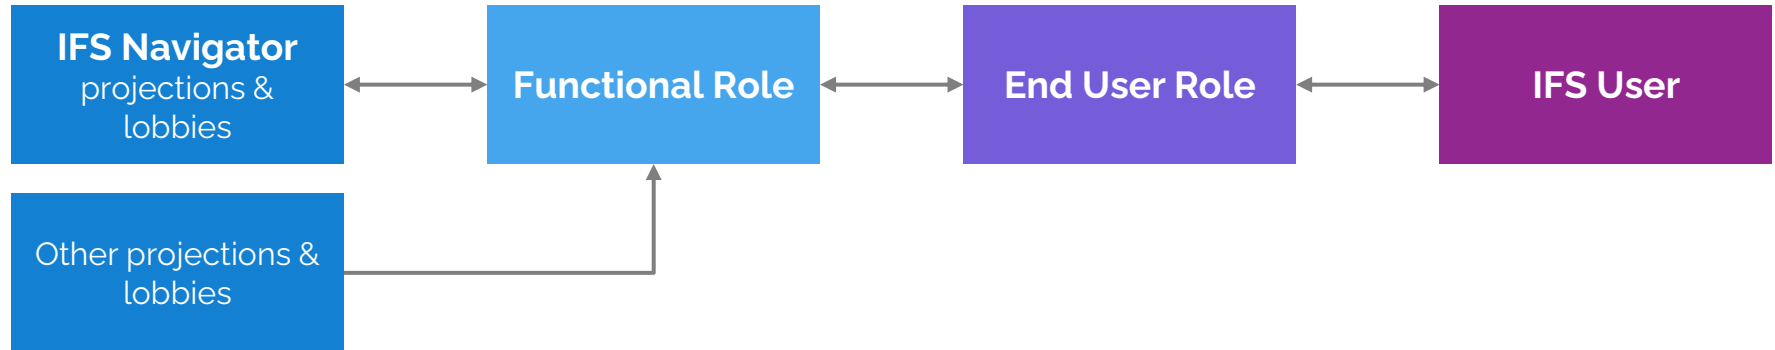 IFS Navigator
projections &
lobbies
Functional Role
End User Role
IFS User
Other projections &
lobbies